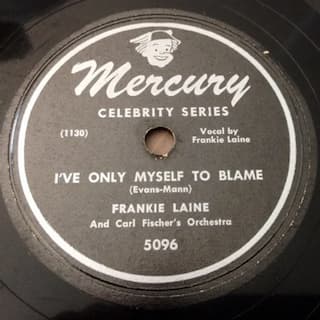 Mercury
CELEBRITY SERIES
(1130)
Vocal by
Frankie Laine
I'VE ONLY MYSELF TO BLAME
(Evans-Mann)
FRANKIE LAINE
And Carl Fischer's Orchestra
5096